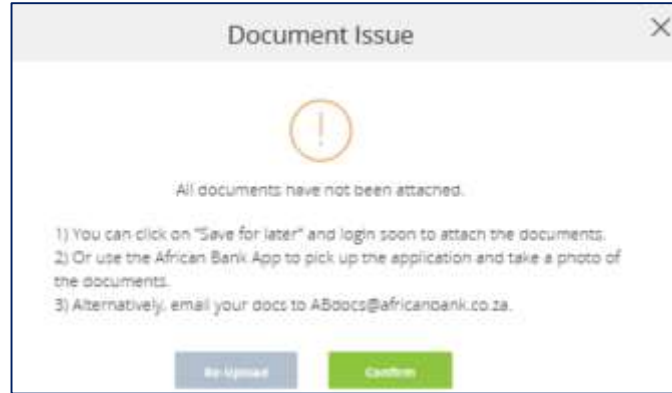 Document Issue
All documents have not been attached.
1) You can click on "Save for later" and login soon to attach the documents.
2) Or use the African Bank App to pick up the application and take a photo of
the documents.
3) Alternatively, email your docs to ABdocs@africanbank.co.za.
Re-Upload Confirm